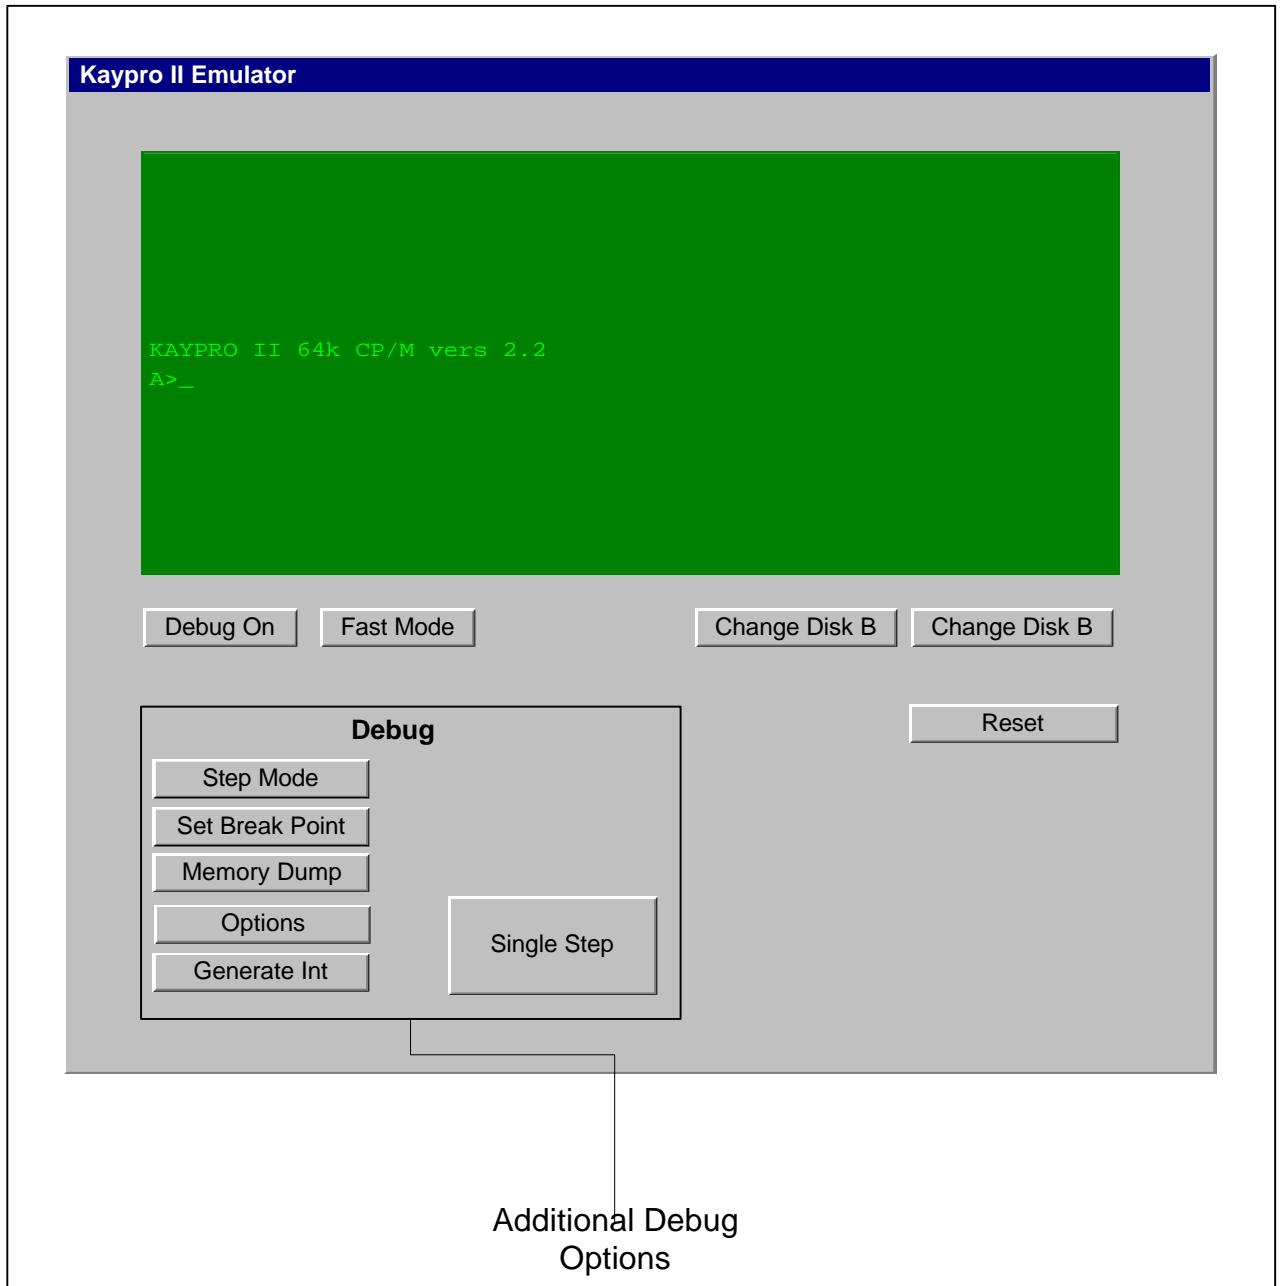 Kaypro II Emulator
KAYPRO II 64k CP/M vers 2.2
A>_
Debug On
Fast Mode
Change Disk B
Change Disk B
Debug
Reset
Step Mode
Set Break Point
Memory Dump
Options
Single Step
Generate Int
Additional Debug
Options